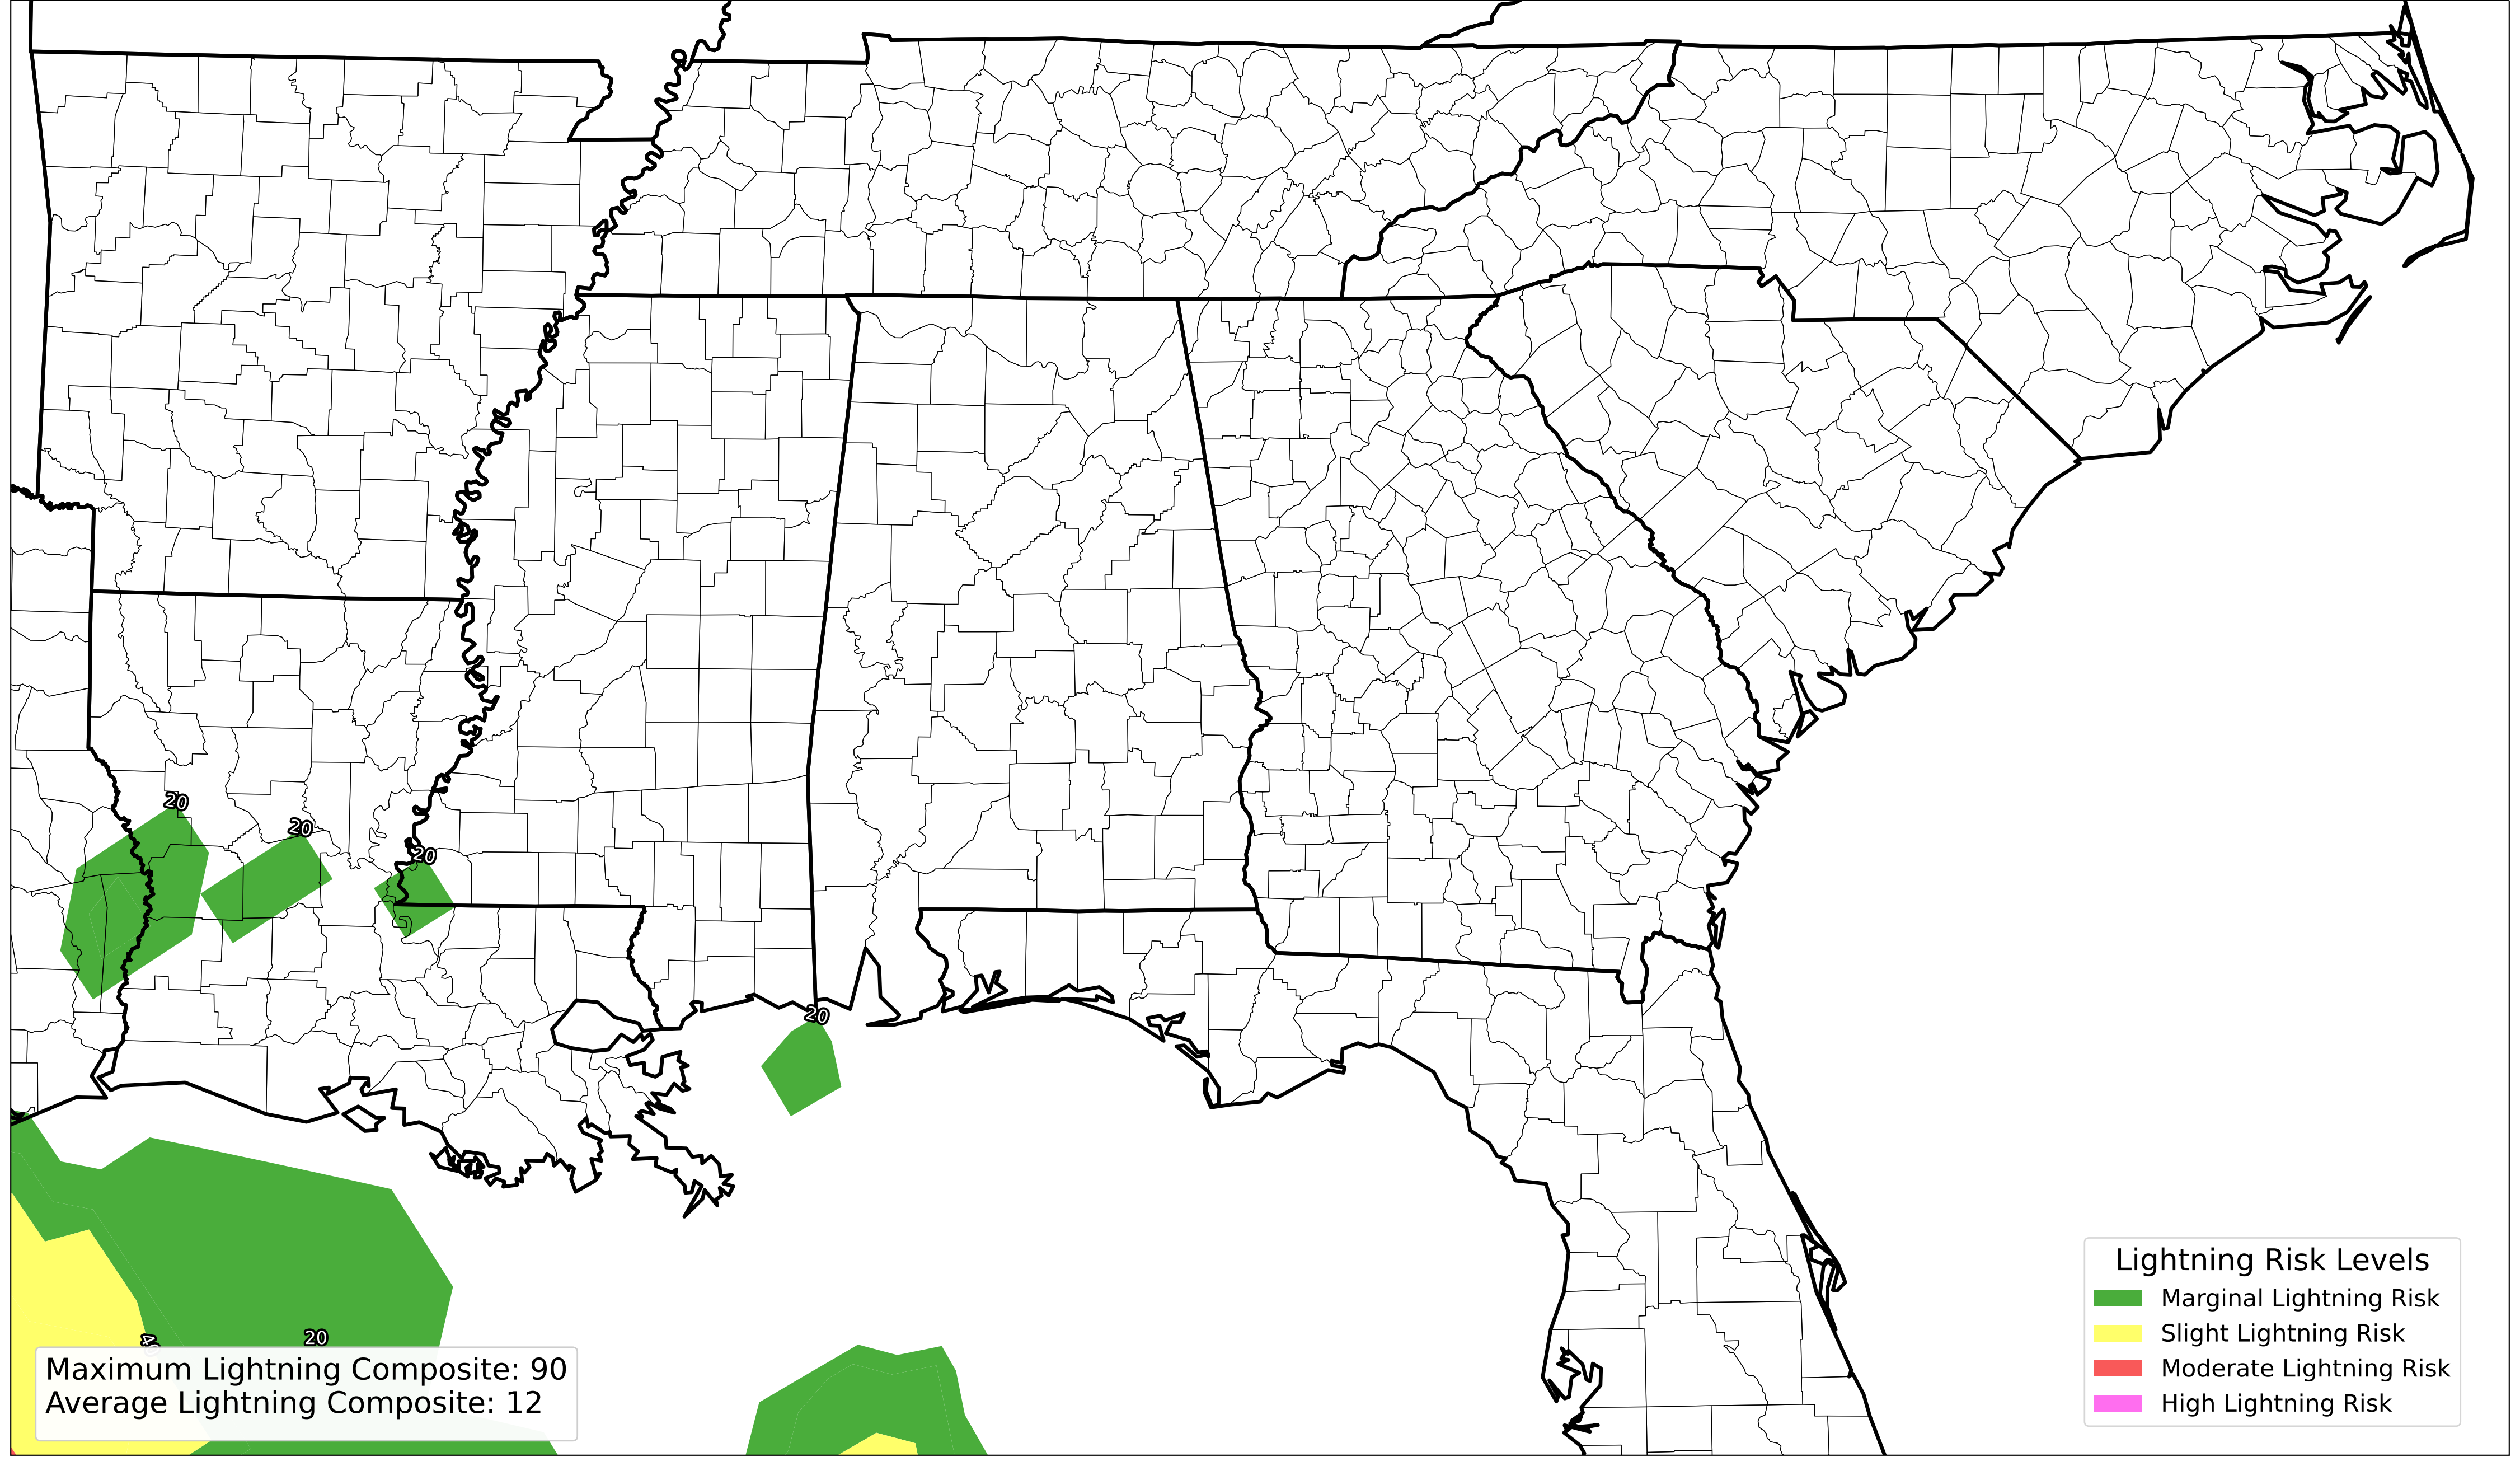 20
20
20
20
20
Maximum Lightning Composite: 90
Average Lightning Composite: 12
Lightning Risk Levels
Marginal Lightning Risk
Slight Lightning Risk
Moderate Lightning Risk
High Lightning Risk